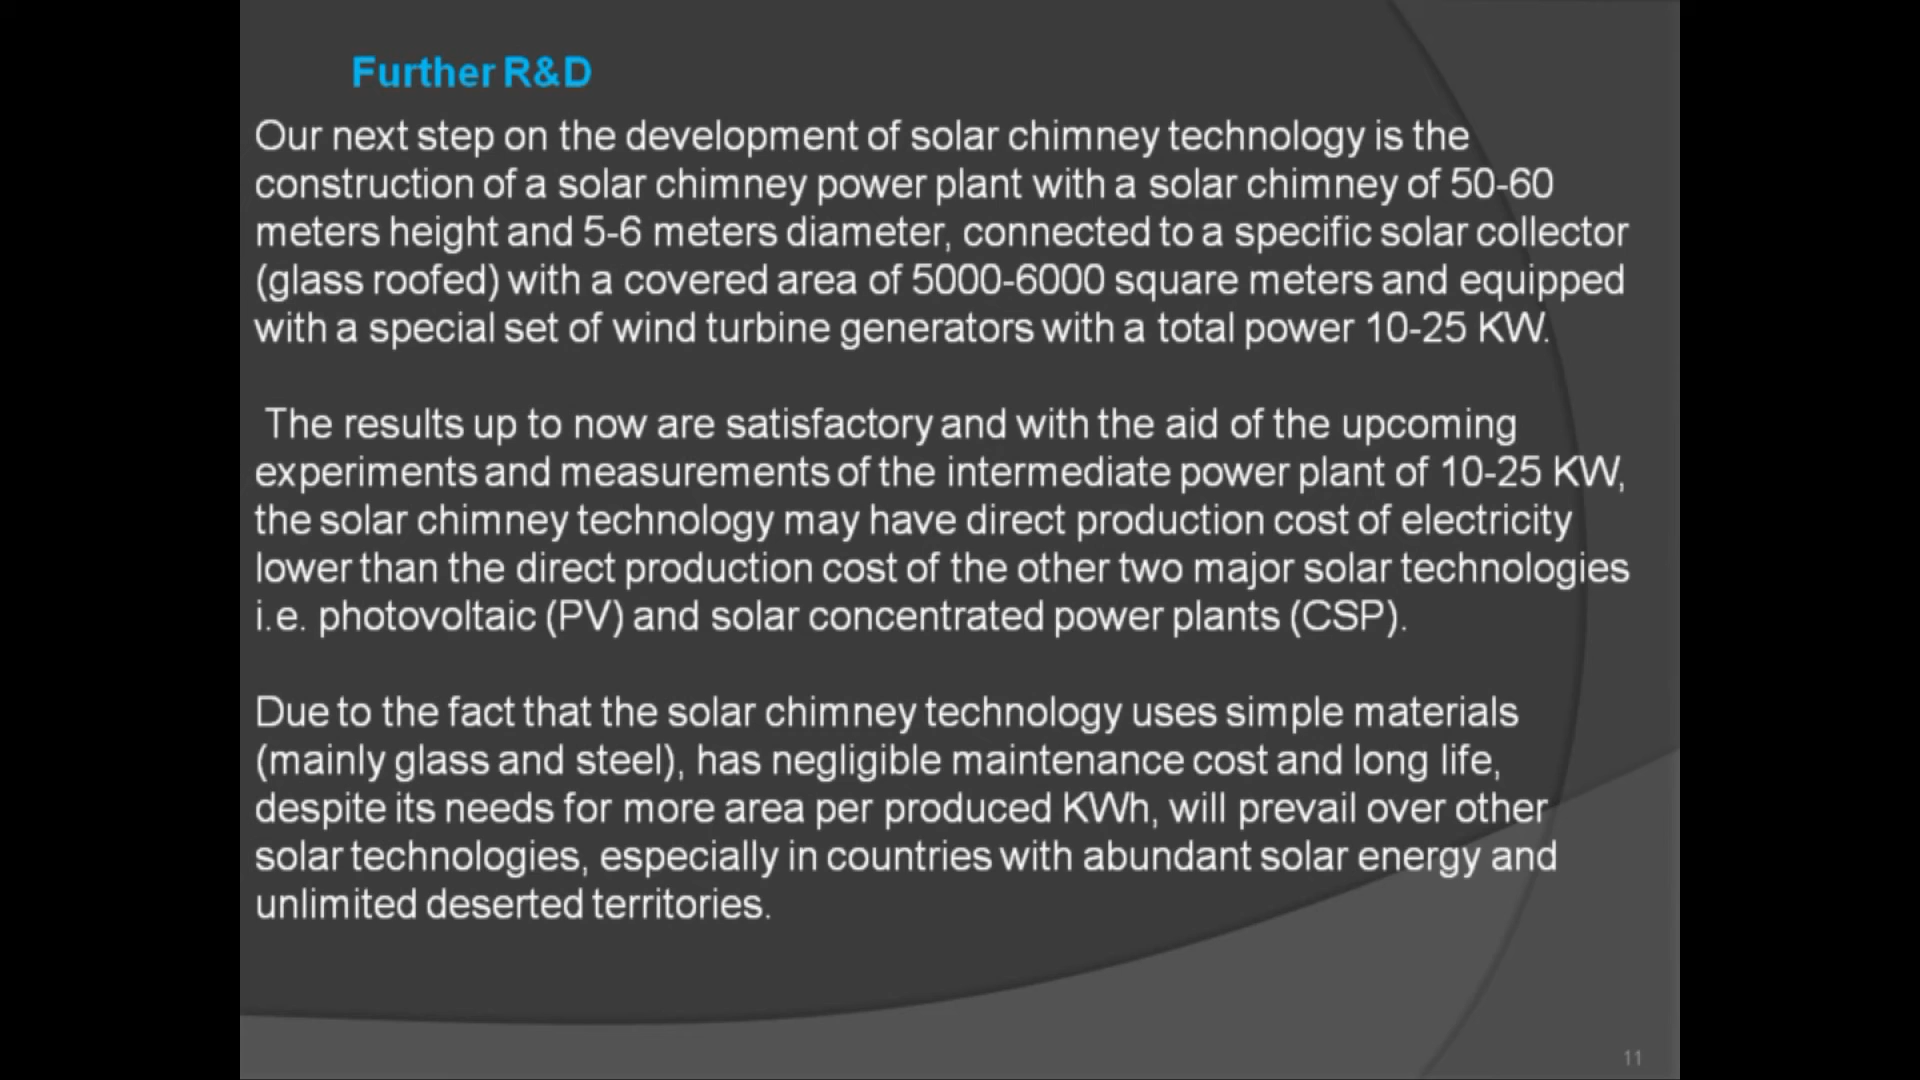 Further R&D
Our next step on the development of solar chimney technology is the
construction of a solar chimney power plant with a solar chimney of 50-60
meters height and 5-6 meters diameter, connected to a specific solar collector
(glass roofed) with a covered area of 5000-6000 square meters and equipped
with a special set of wind turbine generators with a total power 10-25 KW.
The results up to now are satisfactory and with the aid of the upcoming
experiments and measurements of the intermediate power plant of 10-25 KW,
the solar chimney technology may have direct production cost of electricity
lower than the direct production cost of the other two major solar technologies
i.e. photovoltaic (PV) and solar concentrated power plants (CSP).
Due to the fact that the solar chimney technology uses simple materials
(mainly glass and steel), has negligible maintenance cost and long life,
despite its needs for more area per produced KWh, will prevail over other
solar technologies, especially in countries with abundant solar energy and
unlimited deserted territories.
11